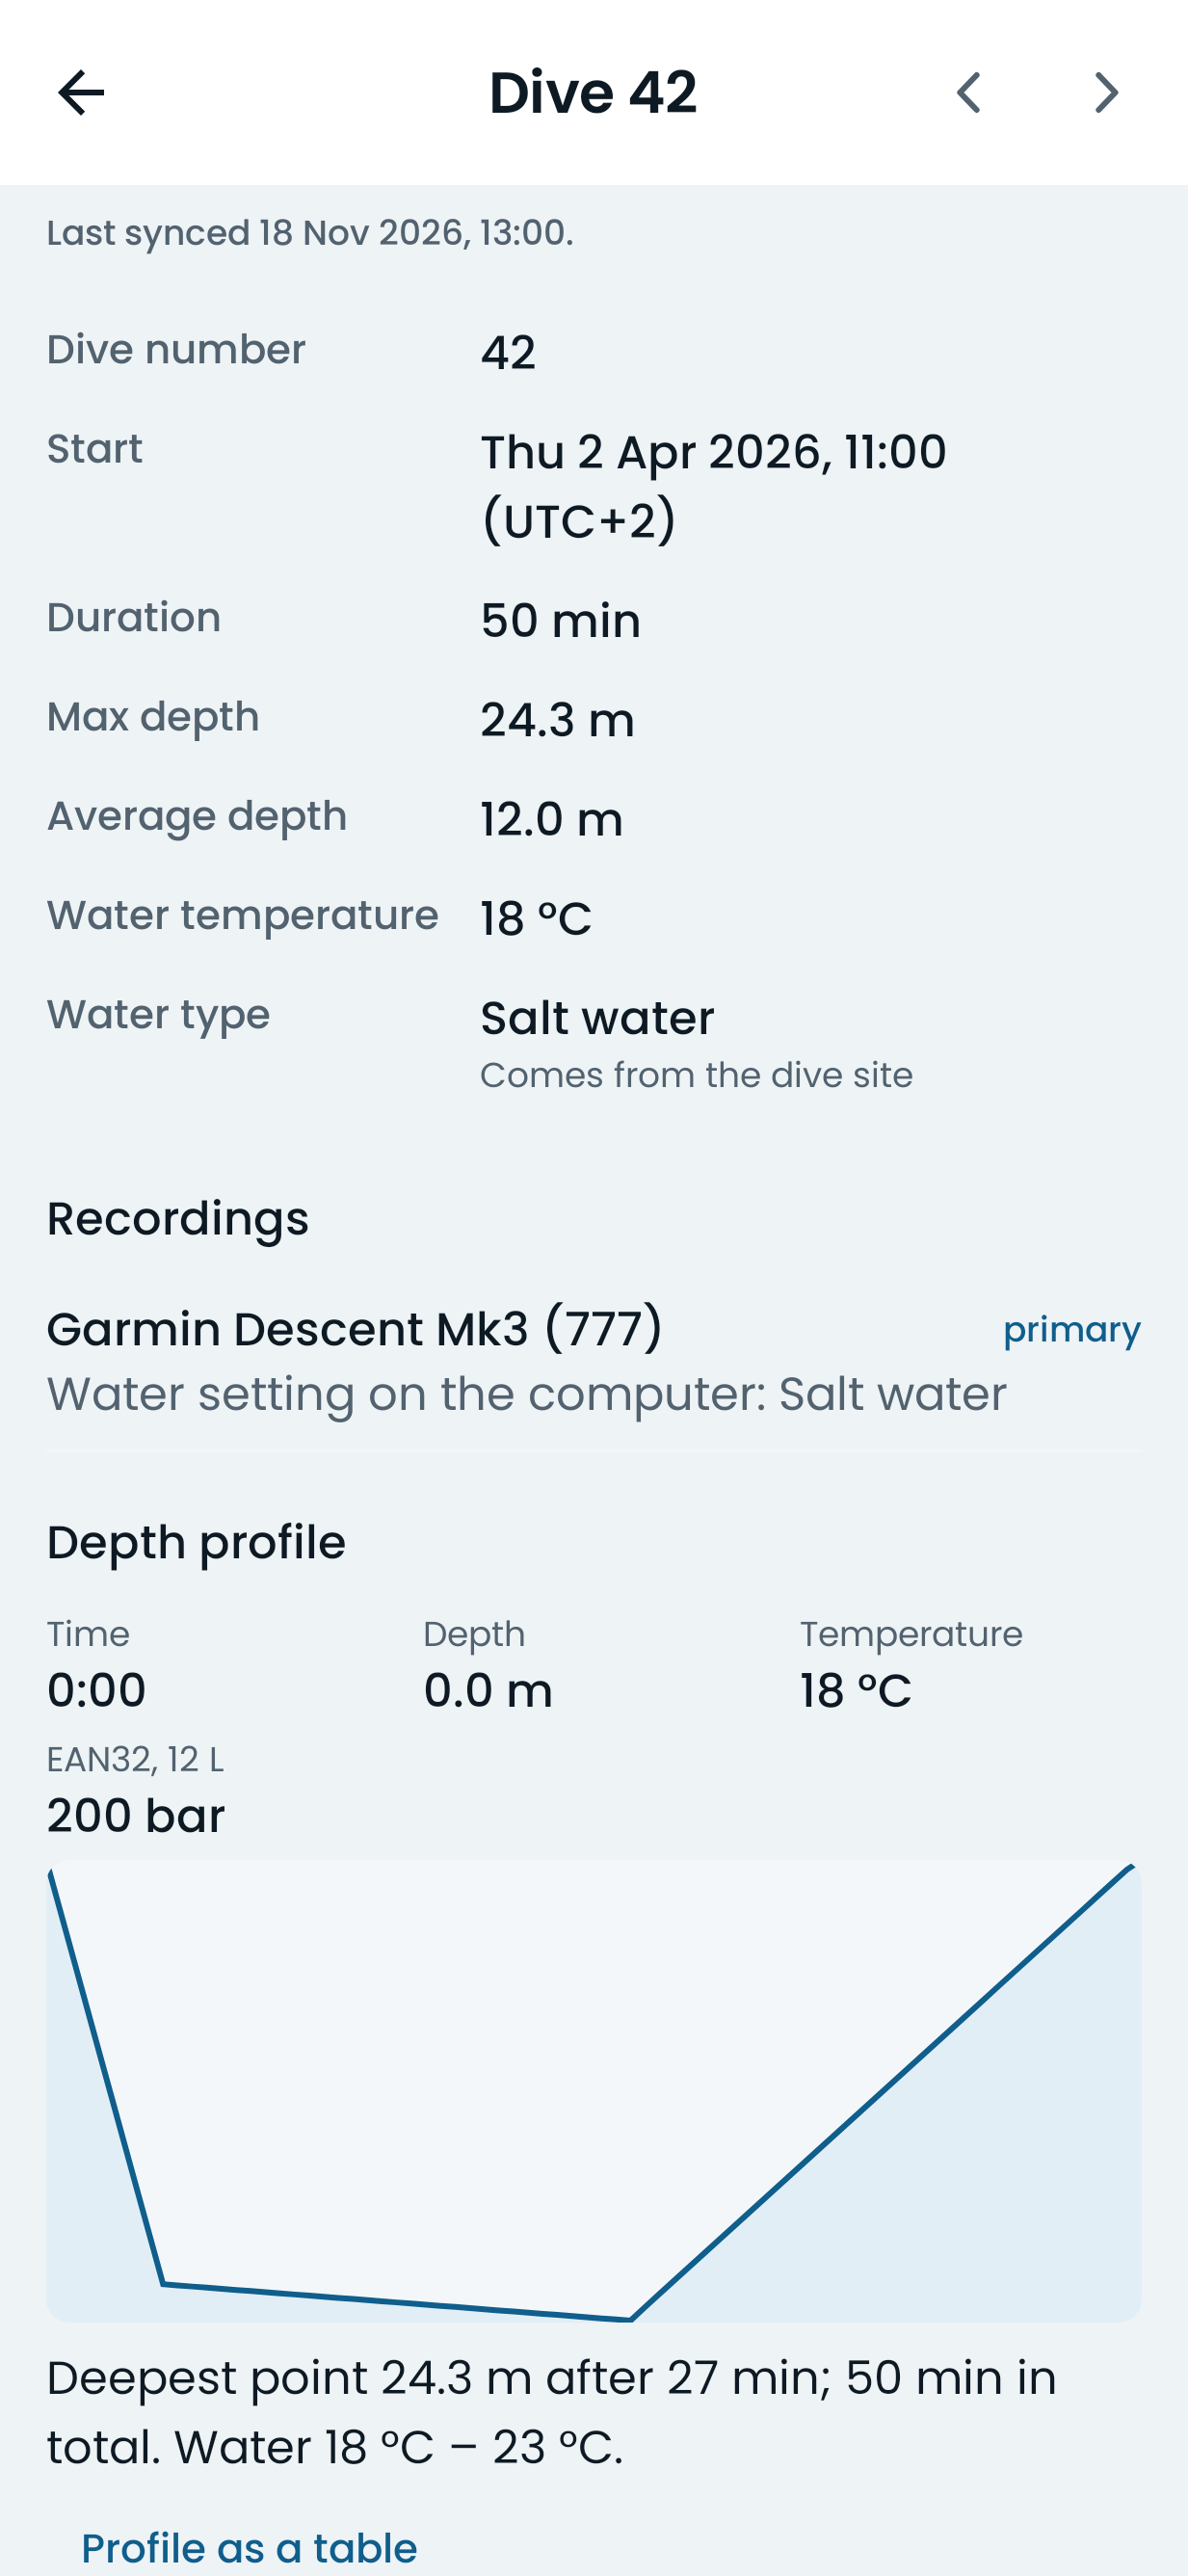 Dive 42
Last synced 18 Nov 2026, 13:00.
Dive number 42
Start Thu 2 Apr 2026, 11:00
(UTC+2)
Duration 50 min
Max depth 24.3 m
Average depth 12.0 m
Water temperature 18 °C
Water type Salt water
Comes from the dive site
Recordings
Garmin Descent Mk3 (777) primary
Water setting on the computer: Salt water
Depth profile
Time Depth Temperature
0:00 0.0 m 18 °C
EAN32, 12 L
200 bar
Deepest point 24.3 m after 27 min; 50 min in
total. Water 18 °C – 23 °C.
Profile as a table